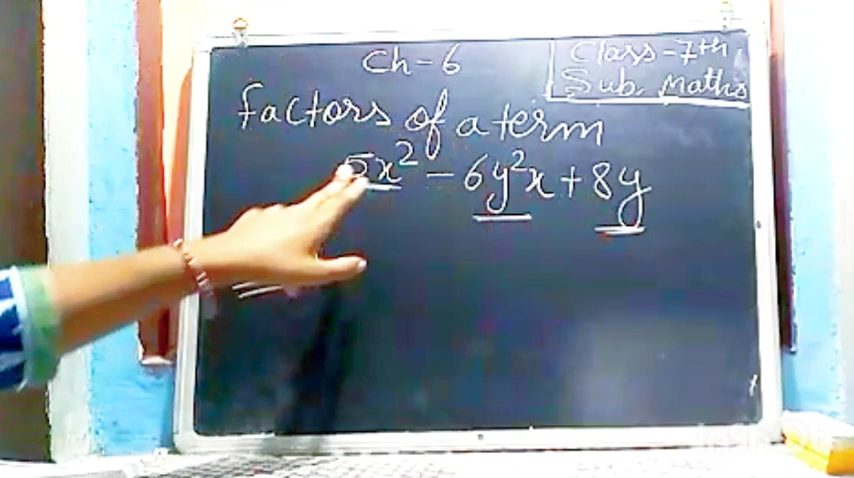 Ch-6
Class-7th
Sub. Maths
factors of a term
5x² - 6y²x + 8y